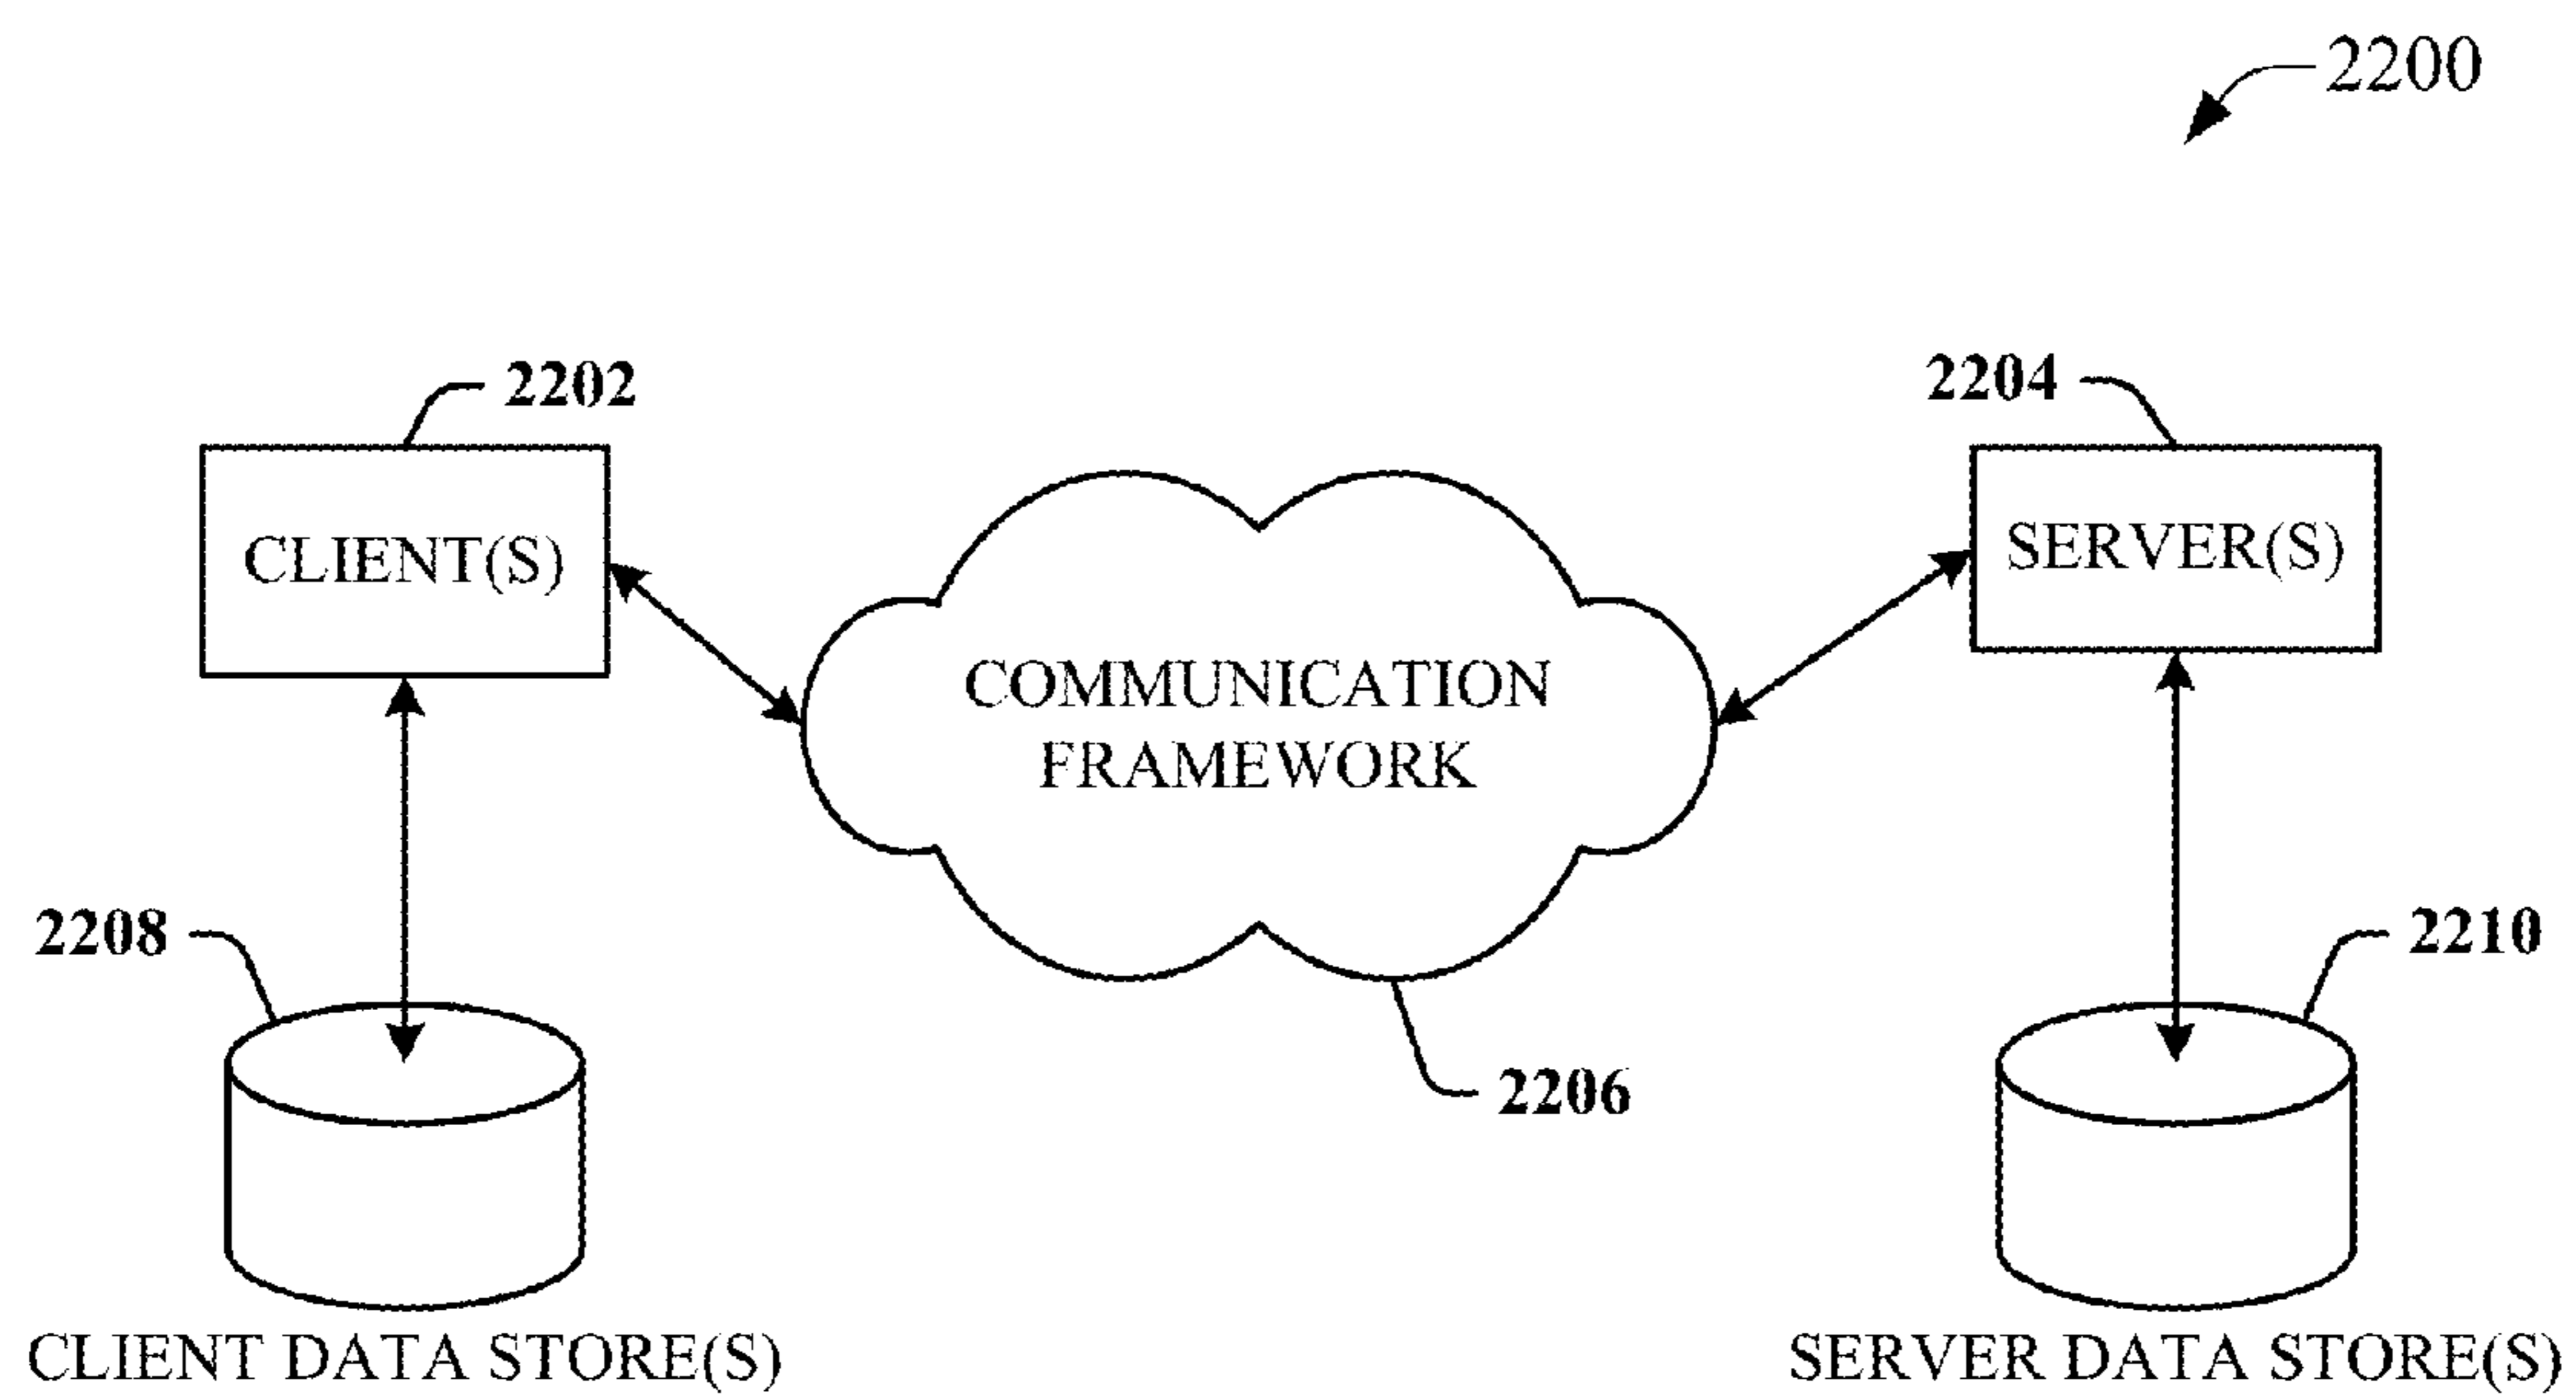 2200
2202
2204
CLIENT(S)
SERVER(S)
COMMUNICATION
FRAMEWORK
2208
2210
2206
CLIENT DATA STORE(S)
SERVER DATA STORE(S)